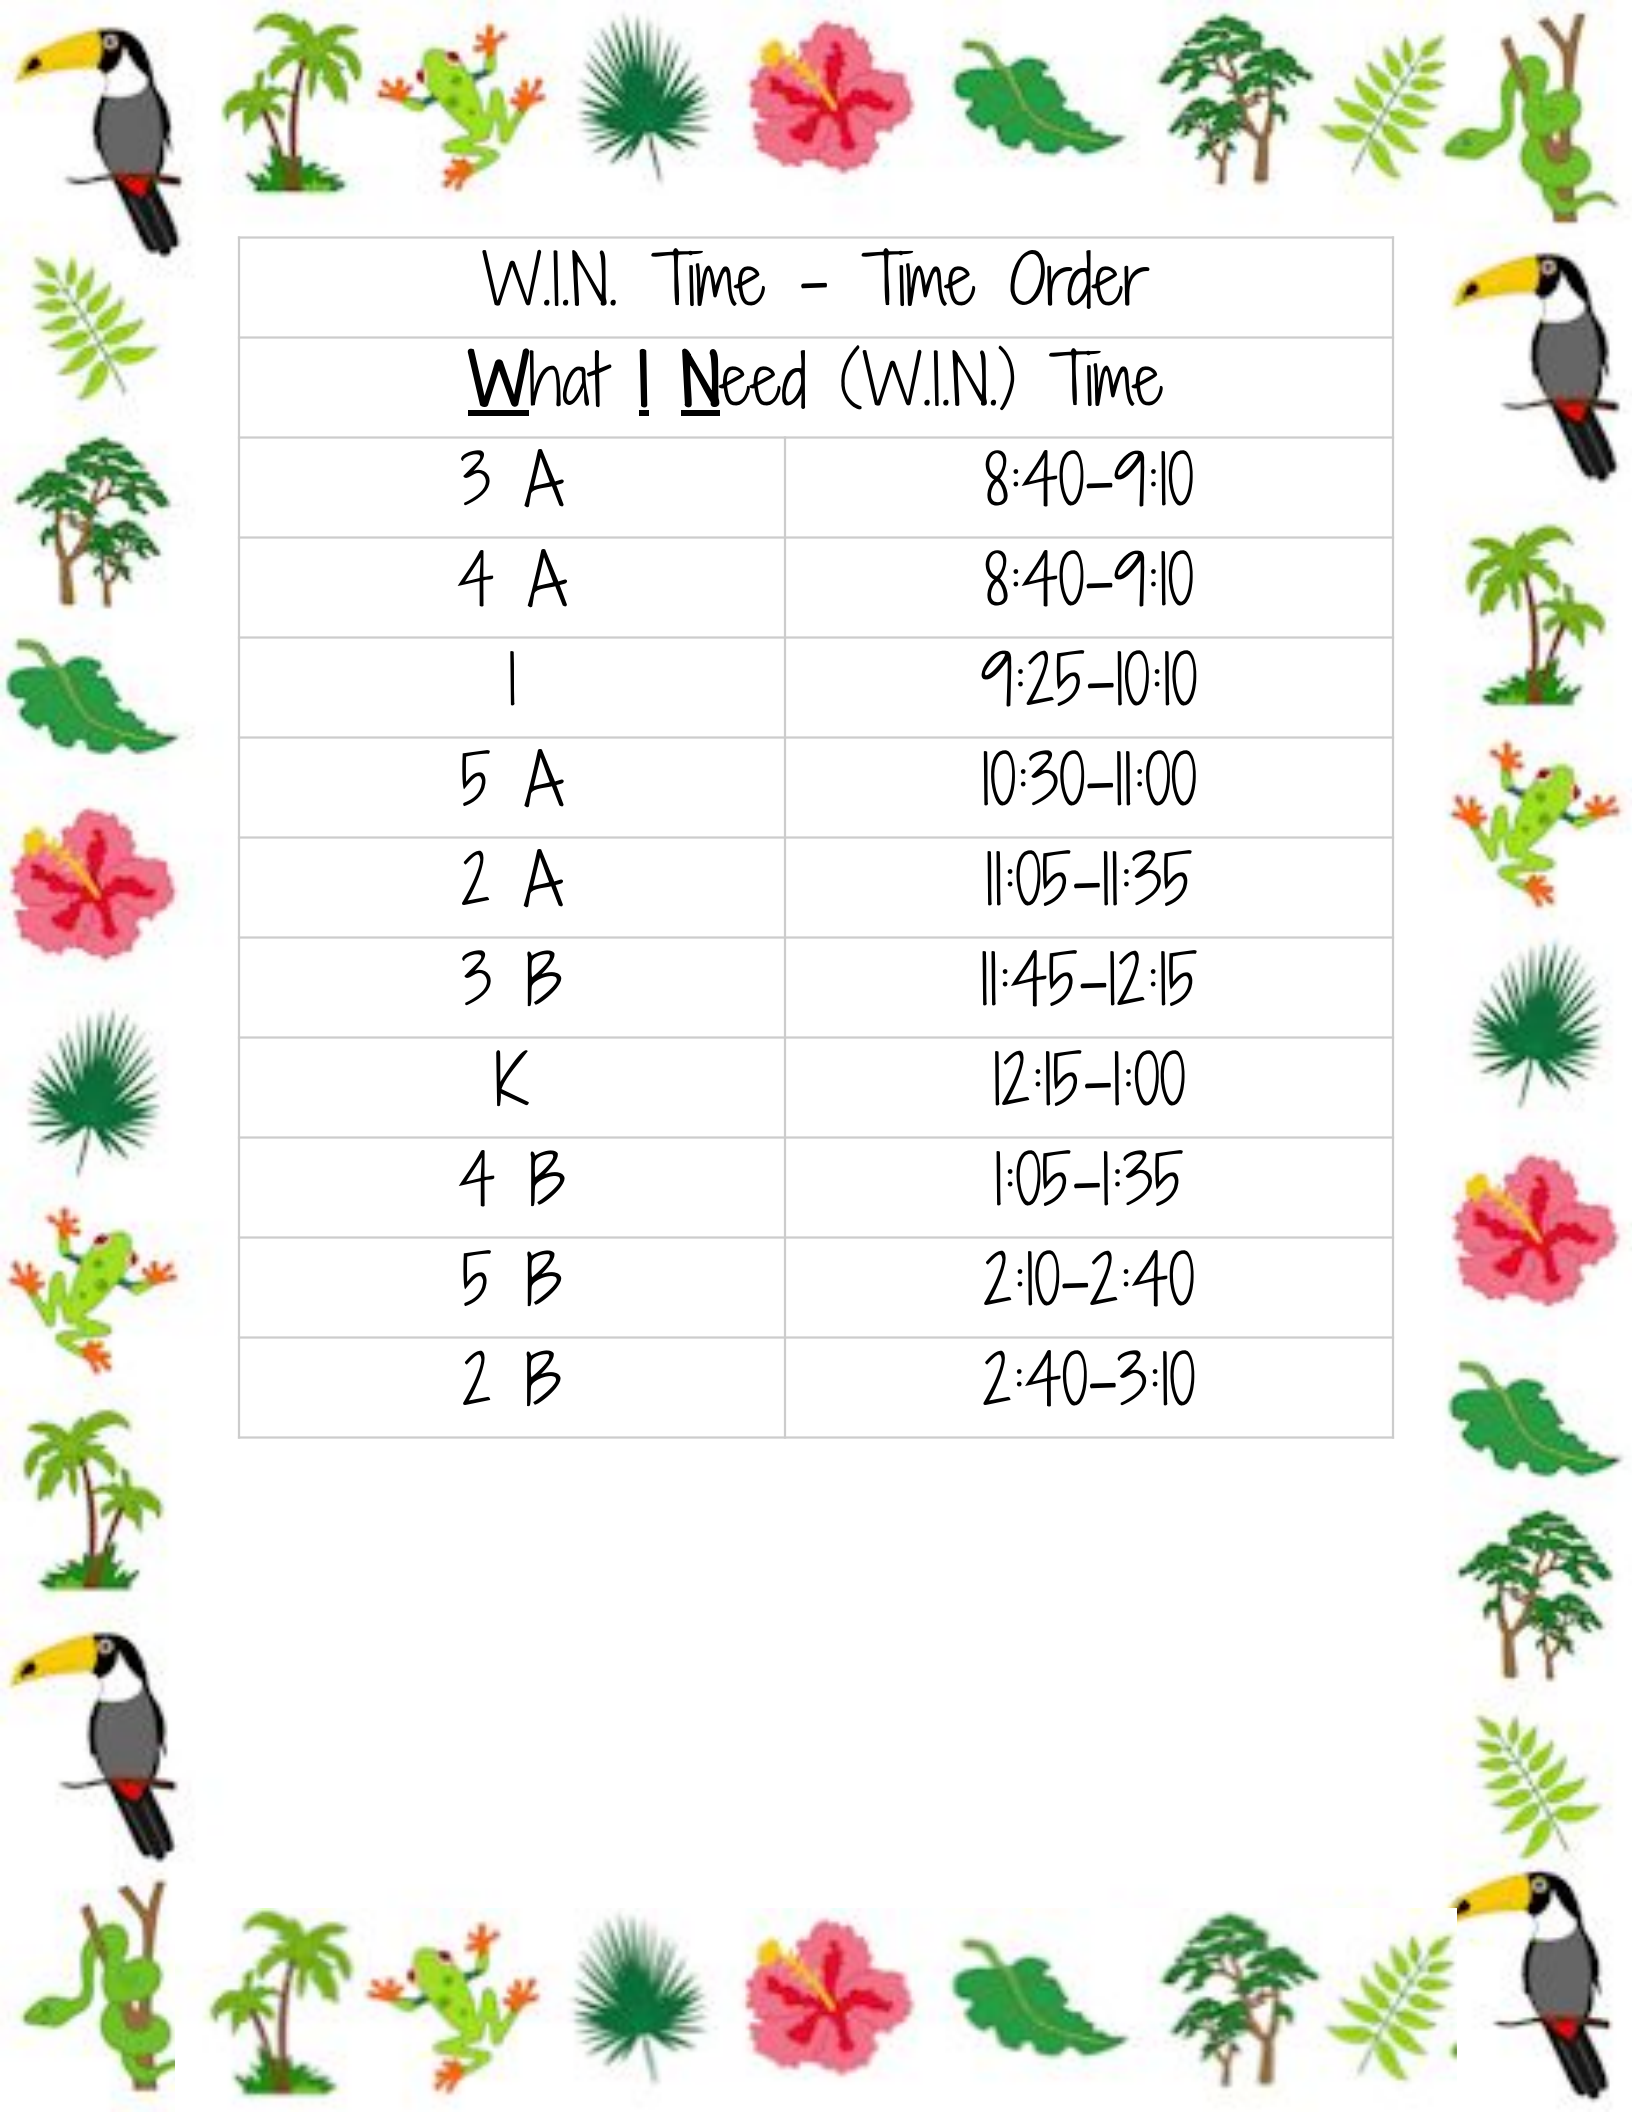 W.I.N. Time - Time Order
What I Need (W.I.N.) Time
3 A 8:40-9:10
4 A 8:40-9:10
1 9:25-10:10
5 A 10:30-11:00
2 A 11:05-11:35
3 B 11:45-12:15
K 12:15-1:00
4 B 1:05-1:35
5 B 2:10-2:40
2 B 2:40-3:10